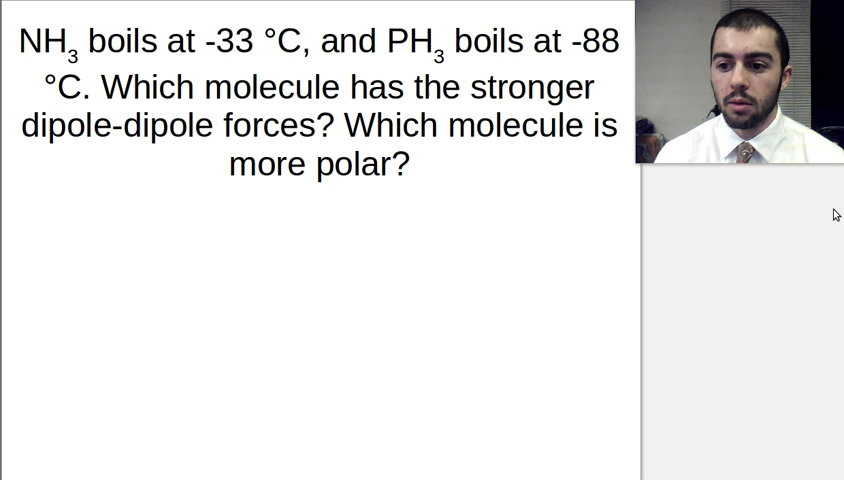 NH₃ boils at -33 °C, and PH₃ boils at -88
°C. Which molecule has the stronger
dipole-dipole forces? Which molecule is
more polar?